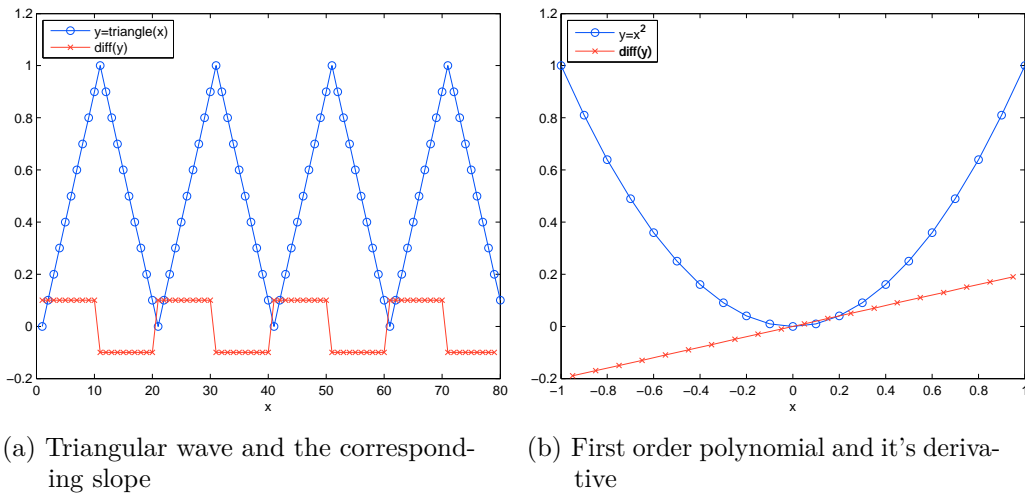 1.2
1
0.8
0.6
0.4
0.2
0
−0.2
0 10 20 30 40 50 60 70 80
x
y=triangle(x)
diff(y)
1.2
1
0.8
0.6
0.4
0.2
0
−0.2
−1 −0.8 −0.6 −0.4 −0.2 0 0.2 0.4 0.6 0.8 1
x
y=x²
diff(y)
(a) Triangular wave and the correspond-
ing slope
(b) First order polynomial and it's deriva-
tive